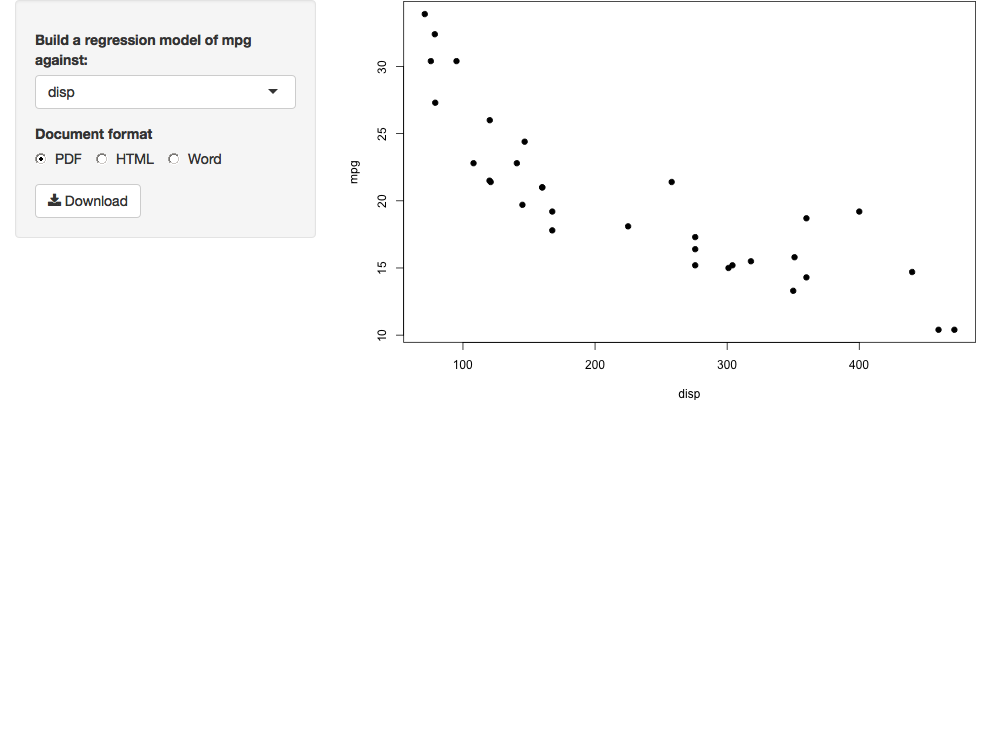 Build a regression model of mpg
against:
disp
Document format
PDF HTML Word
Download
mpg
30
25
20
15
10
100 200 300 400
disp